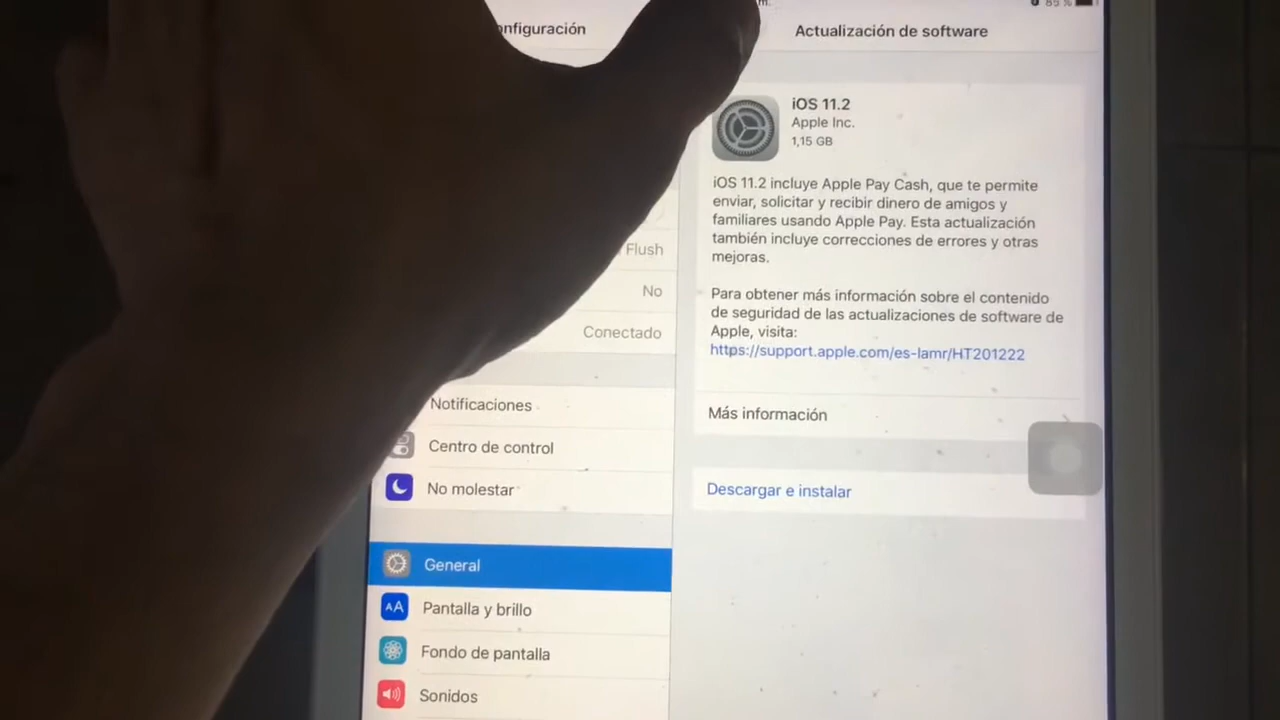 85 %
Actualización de software
iOS 11.2
Apple Inc.
1,15 GB
iOS 11.2 incluye Apple Pay Cash, que te permite
enviar, solicitar y recibir dinero de amigos y
familiares usando Apple Pay. Esta actualización
también incluye correcciones de errores y otras
mejoras.
Para obtener más información sobre el contenido
de seguridad de las actualizaciones de software de
Apple, visita:
https://support.apple.com/es-lamr/HT201222
Más información
Descargar e instalar
Flush
No
Conectado
Notificaciones
Centro de control
No molestar
General
AA Pantalla y brillo
Fondo de pantalla
Sonidos